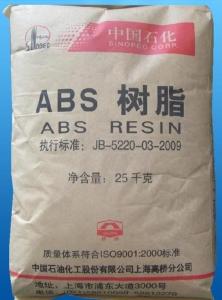 SINOPEC
中国石化
SINOPEC CORP.
ABS 树脂
ABS RESIN
执行标准：JB-5220-03-2009
净含量：25千克
质量体系符合ISO9001:2000标准
中国石油化工股份有限公司上海高桥分公司
地址：上海市浦东大道3000号